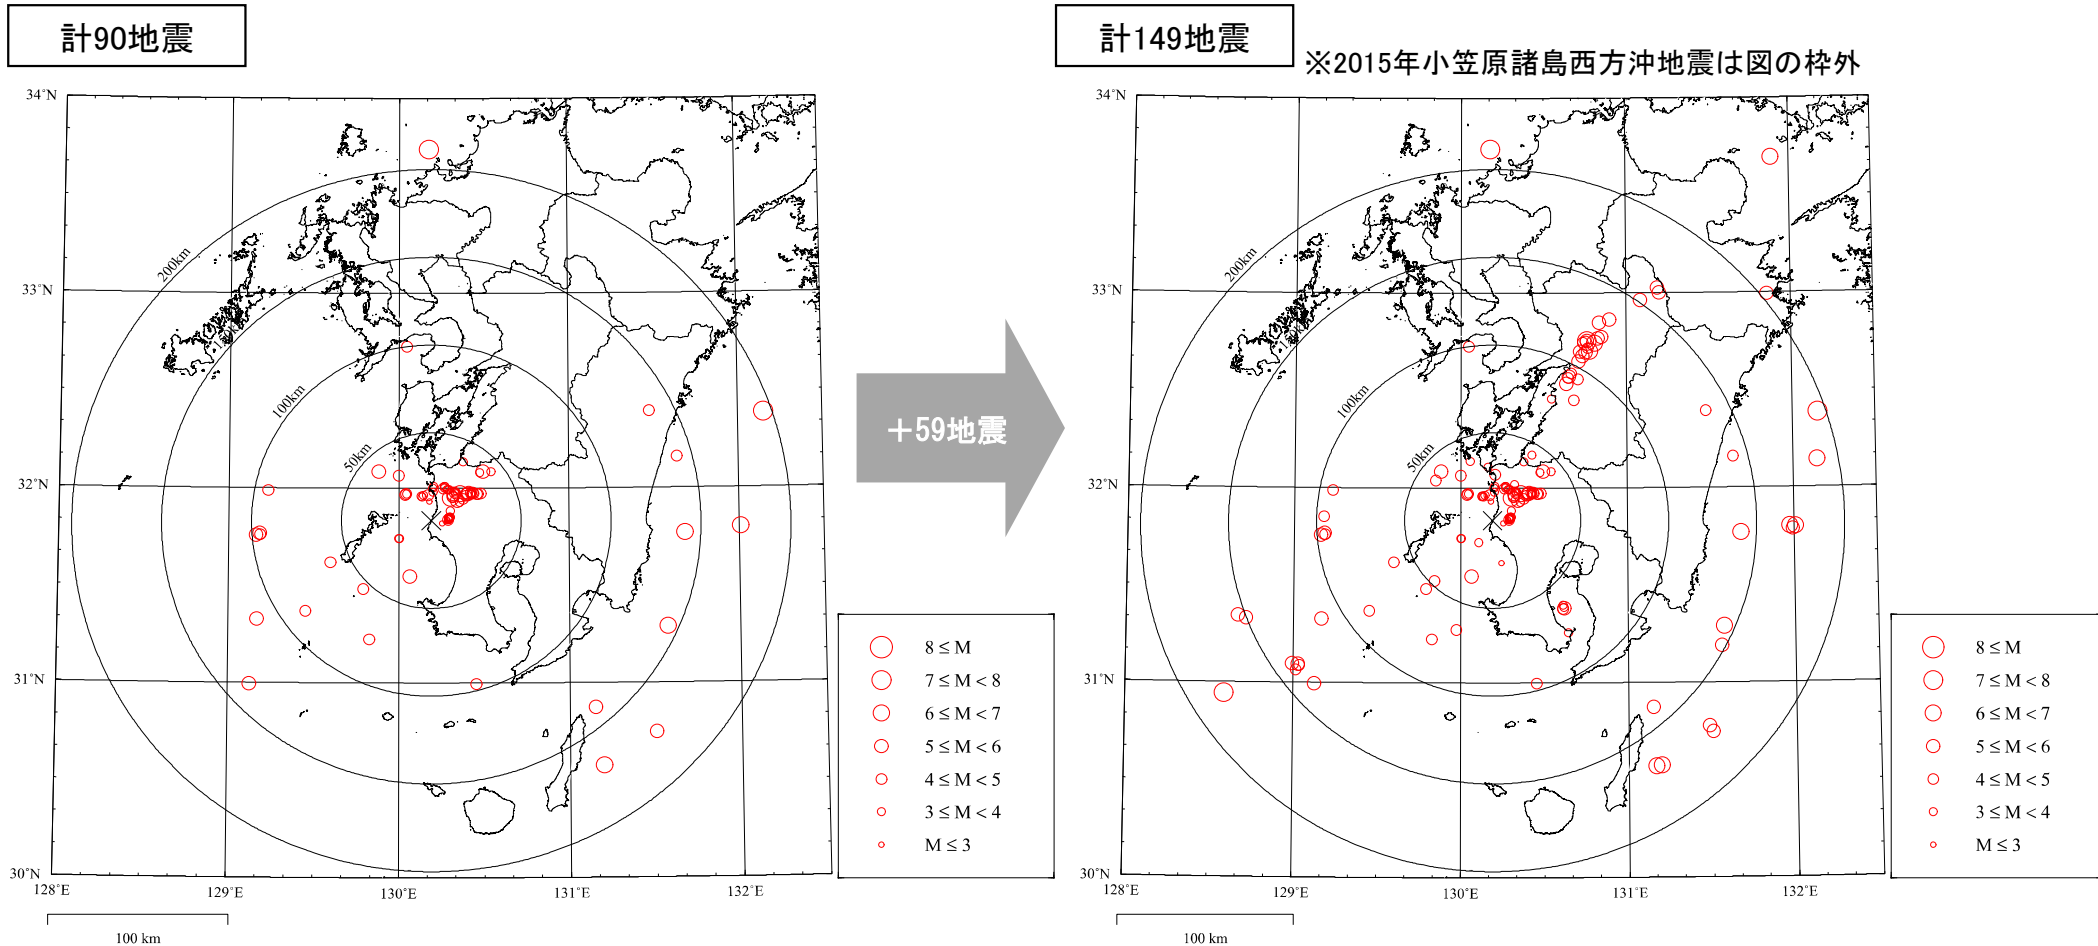 計90地震
34°N
33°N
32°N
31°N
30°N
128°E
129°E
130°E
131°E
132°E
200km
100km
50km
100 km
8 ≤ M
7 ≤ M < 8
6 ≤ M < 7
5 ≤ M < 6
4 ≤ M < 5
3 ≤ M < 4
M ≤ 3
+59地震
計149地震
※2015年小笠原諸島西方沖地震は図の枠外
34°N
33°N
32°N
31°N
30°N
128°E
129°E
130°E
131°E
132°E
200km
100km
50km
100 km
8 ≤ M
7 ≤ M < 8
6 ≤ M < 7
5 ≤ M < 6
4 ≤ M < 5
3 ≤ M < 4
M ≤ 3